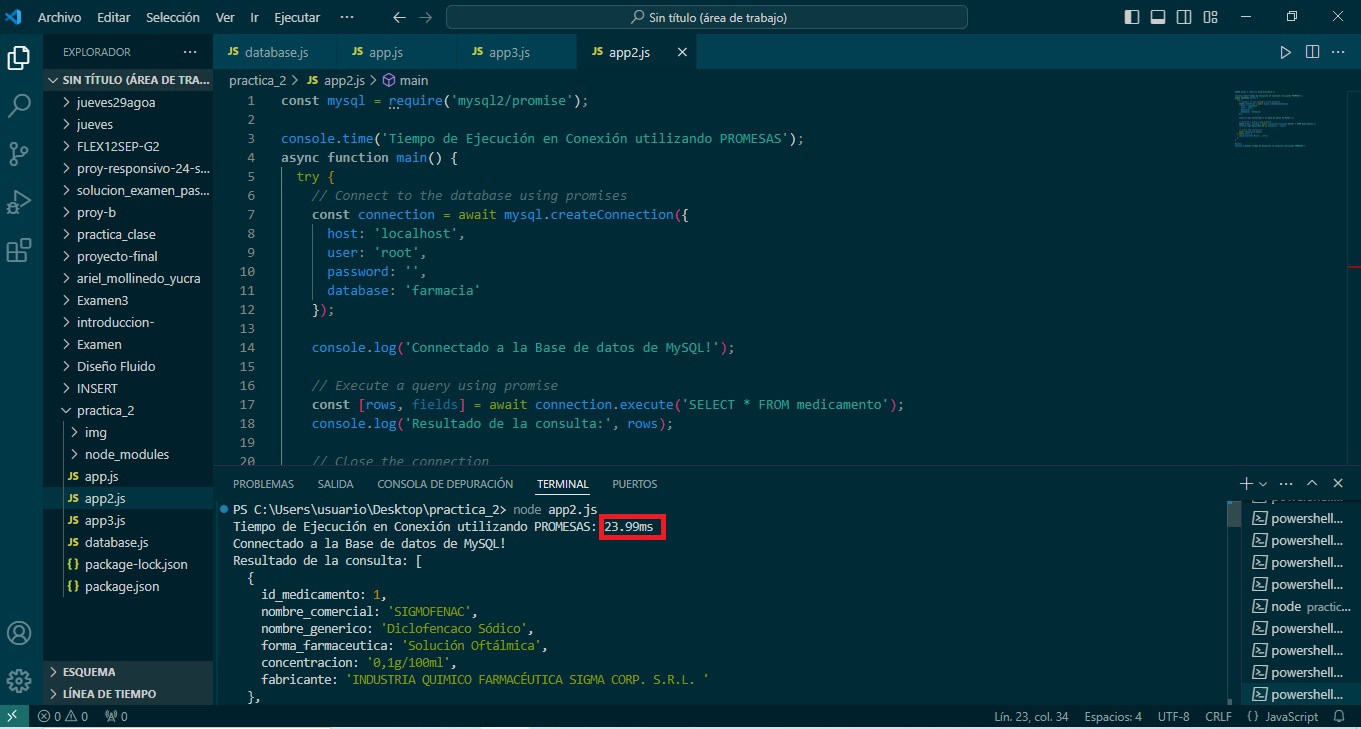 Archivo Editar Selección Ver Ir Ejecutar ··· Sin título (área de trabajo)
EXPLORADOR ···
SIN TÍTULO (ÁREA DE TRA...
jueves29agoa
jueves
FLEX12SEP-G2
proy-responsivo-24-s...
solucion_examen_pas...
proy-b
practica_clase
proyecto-final
ariel_mollinedo_yucra
Examen3
introduccion-
Examen
Diseño Fluido
INSERT
practica_2
img
node_modules
JS app.js
JS app2.js
JS app3.js
JS database.js
{} package-lock.json
{} package.json
ESQUEMA
LÍNEA DE TIEMPO
JS database.js JS app.js JS app3.js JS app2.js
practica_2 > JS app2.js > main
1 const mysql = require('mysql2/promise');
2
3 console.time('Tiempo de Ejecución en Conexión utilizando PROMESAS');
4 async function main() {
5 try {
6 // Connect to the database using promises
7 const connection = await mysql.createConnection({
8 host: 'localhost',
9 user: 'root',
10 password: '',
11 database: 'farmacia'
12 });
13
14 console.log('Connectado a la Base de datos de MySQL!');
15
16 // Execute a query using promise
17 const [rows, fields] = await connection.execute('SELECT * FROM medicamento');
18 console.log('Resultado de la consulta:', rows);
19
20 // Close the connection
PROBLEMAS SALIDA CONSOLA DE DEPURACIÓN TERMINAL PUERTOS
PS C:\Users\usuario\Desktop\practica_2> node app2.js
Tiempo de Ejecución en Conexión utilizando PROMESAS: 23.99ms
Connectado a la Base de datos de MySQL!
Resultado de la consulta: [
{
id_medicamento: 1,
nombre_comercial: 'SIGMOFENAC',
nombre_generico: 'Diclofencaco Sódico',
forma_farmaceutica: 'Solución Oftálmica',
concentracion: '0,1g/100ml',
fabricante: 'INDUSTRIA QUIMICO FARMACÉUTICA SIGMA CORP. S.R.L. '
},
powershell...
powershell...
powershell...
powershell...
node practic...
powershell...
powershell...
powershell...
powershell...
0 0 0 Lín. 23, col. 34 Espacios: 4 UTF-8 CRLF {} JavaScript